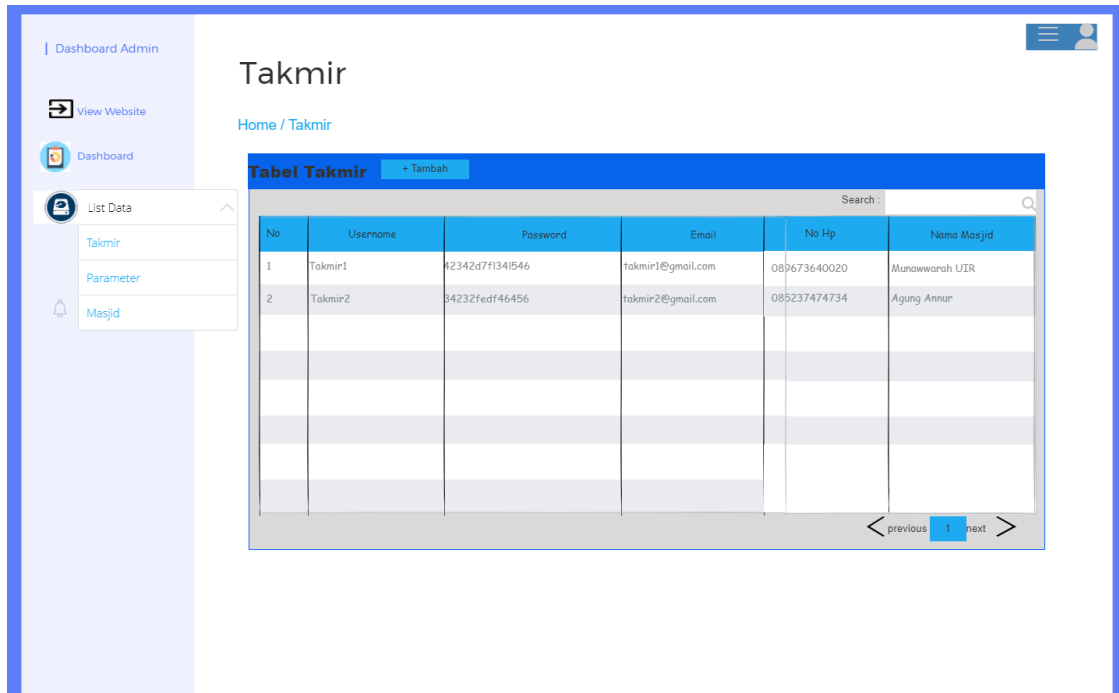 Dashboard Admin
View Website
Dashboard
List Data
Takmir
Parameter
Masjid
Takmir
Home / Takmir
Tabel Takmir + Tambah
Search :
No Username Password Email No Hp Nama Masjid
1 Takmir1 42342d7f1341546 takmir1@gmail.com 089673640020 Munawwarah UIR
2 Takmir2 34232fedf46456 takmir2@gmail.com 085237474734 Agung Annur
previous 1 next